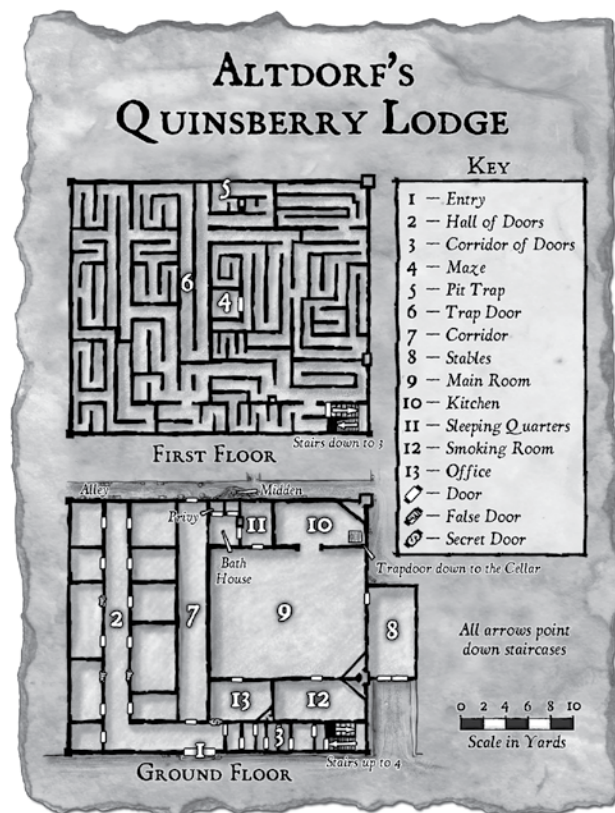 Altdorf's
Quinsberry Lodge
5
6
4
Stairs down to 3
First Floor
Key
1 — Entry
2 — Hall of Doors
3 — Corridor of Doors
4 — Maze
5 — Pit Trap
6 — Trap Door
7 — Corridor
8 — Stables
9 — Main Room
10 — Kitchen
11 — Sleeping Quarters
12 — Smoking Room
13 — Office
Door
False Door
Secret Door
Alley
Midden
Privy
11
10
Bath
House
Trapdoor down to the Cellar
2
7
9
8
13
12
3
1
Stairs up to 4
Ground Floor
All arrows point
down staircases
0 2 4 6 8 10
Scale in Yards